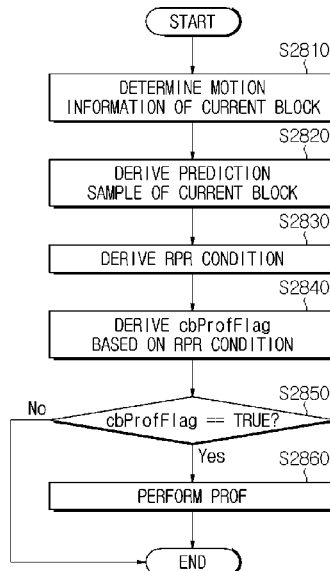 START
S2810
DETERMINE MOTION
INFORMATION OF CURRENT BLOCK
S2820
DERIVE PREDICTION
SAMPLE OF CURRENT BLOCK
S2830
DERIVE RPR CONDITION
S2840
DERIVE cbProfFlag
BASED ON RPR CONDITION
S2850
No
cbProfFlag == TRUE?
Yes
S2860
PERFORM PROF
END